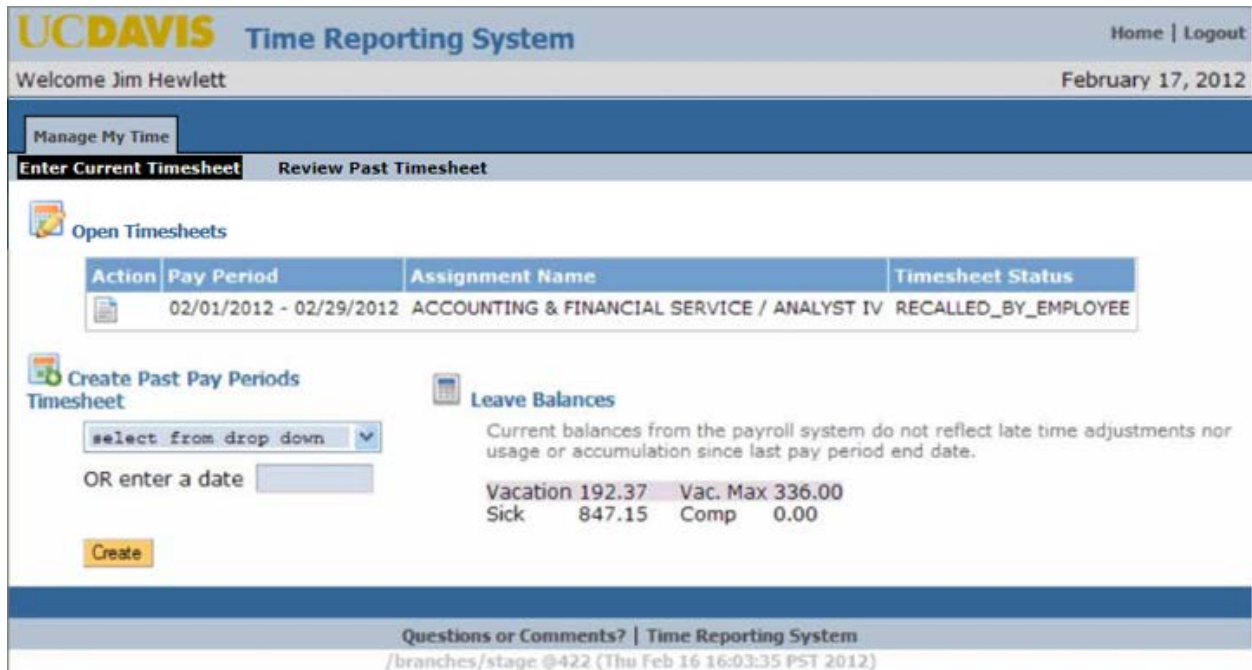 UCDAVIS Time Reporting System
Home | Logout
Welcome Jim Hewlett
February 17, 2012
Manage My Time
Enter Current Timesheet
Review Past Timesheet
Open Timesheets
Action Pay Period Assignment Name Timesheet Status
02/01/2012 - 02/29/2012 ACCOUNTING & FINANCIAL SERVICE / ANALYST IV RECALLED_BY_EMPLOYEE
Create Past Pay Periods
Timesheet
select from drop down
OR enter a date
Create
Leave Balances
Current balances from the payroll system do not reflect late time adjustments nor
usage or accumulation since last pay period end date.
Vacation 192.37 Vac. Max 336.00
Sick 847.15 Comp 0.00
Questions or Comments? | Time Reporting System
/branches/stage @422 (Thu Feb 16 16:03:35 PST 2012)